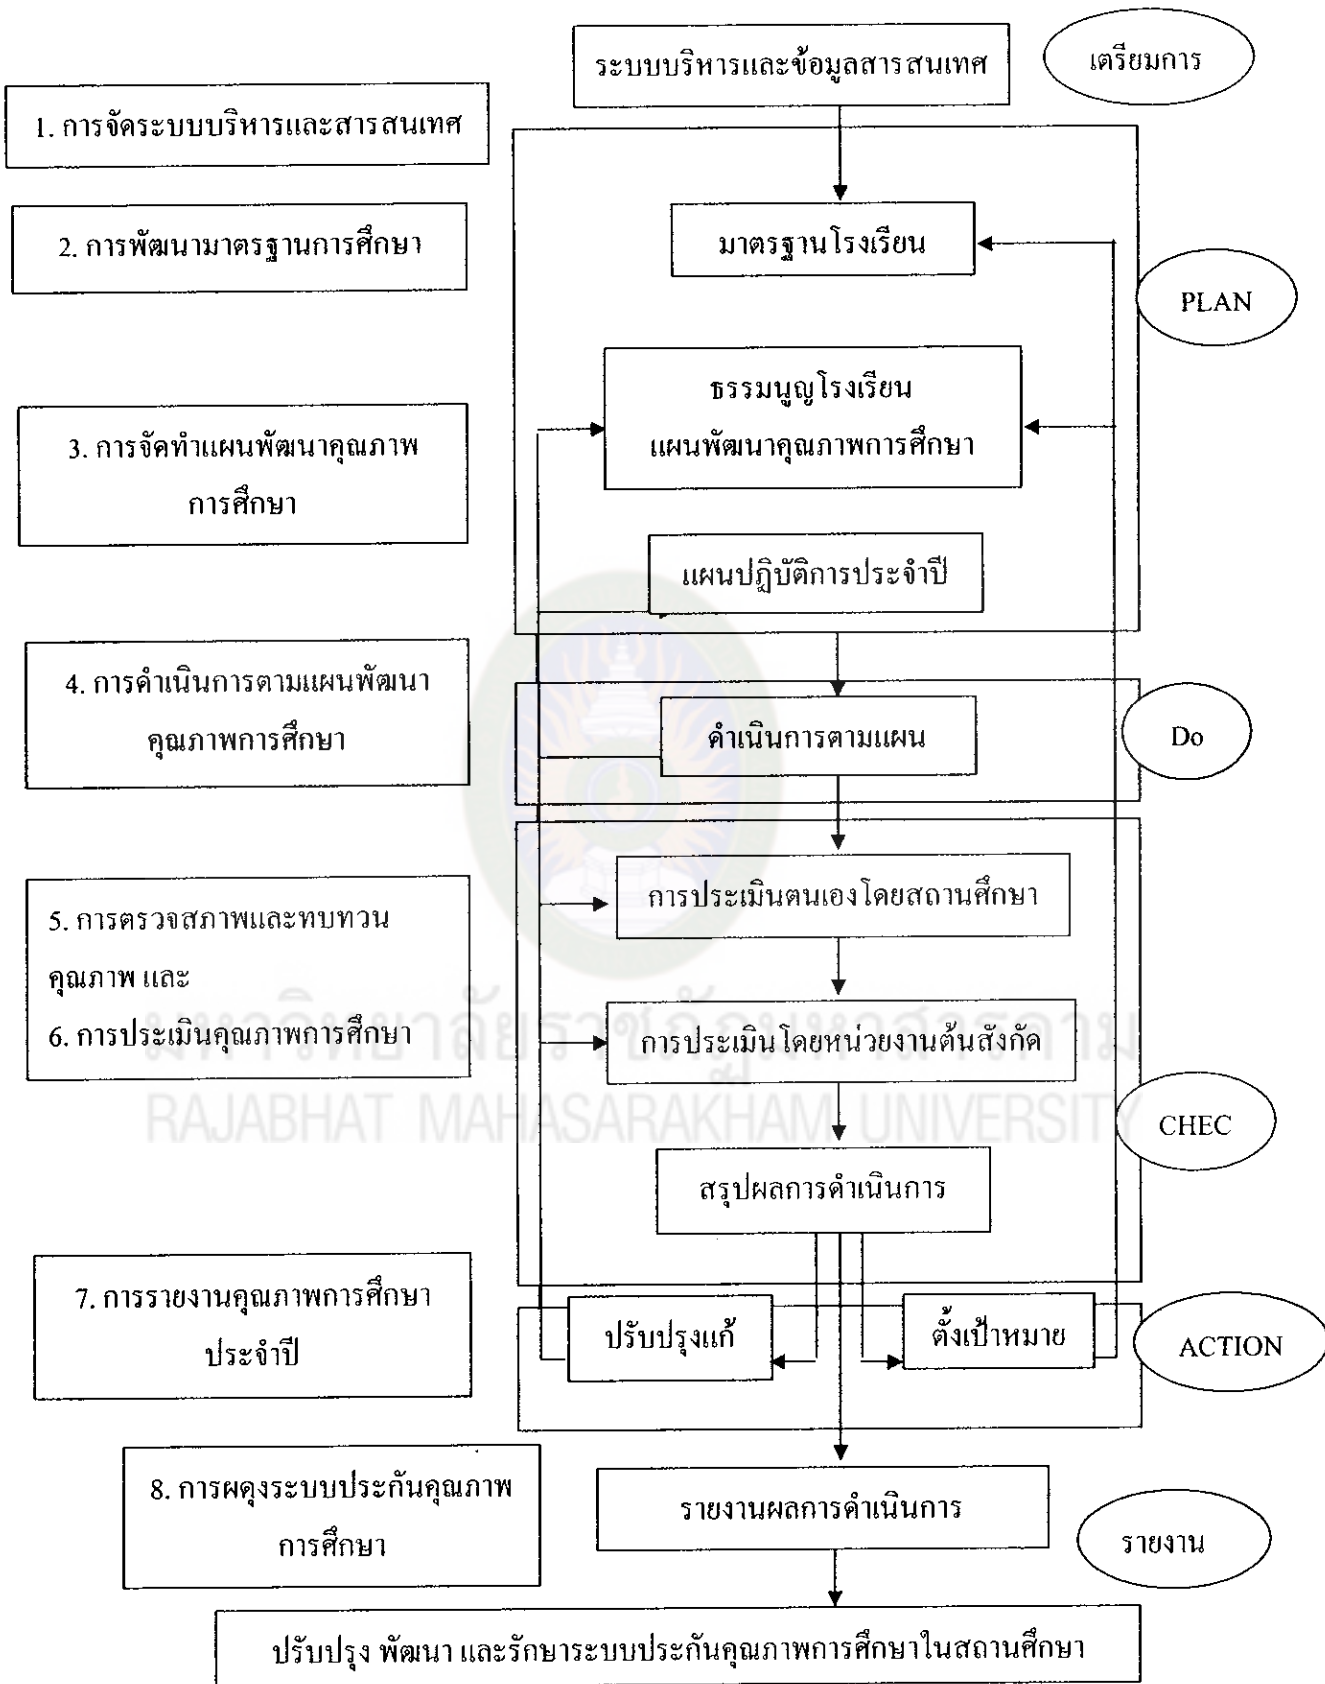 ระบบบริหารและข้อมูลสารสนเทศ
เตรียมการ
1. การจัดระบบบริหารและสารสนเทศ
2. การพัฒนามาตรฐานการศึกษา
มาตรฐานโรงเรียน
PLAN
ธรรมนูญโรงเรียน
แผนพัฒนาคุณภาพการศึกษา
3. การจัดทำแผนพัฒนาคุณภาพ
การศึกษา
แผนปฏิบัติการประจำปี
4. การดำเนินการตามแผนพัฒนา
คุณภาพการศึกษา
ดำเนินการตามแผน
Do
การประเมินตนเองโดยสถานศึกษา
5. การตรวจสภาพและทบทวน
คุณภาพ และ
6. การประเมินคุณภาพการศึกษา
การประเมินโดยหน่วยงานต้นสังกัด
มหาวิทยาลัยราชภัฏมหาสารคาม
RAJABHAT MAHASARAKHAM UNIVERSITY
CHEC
สรุปผลการดำเนินการ
7. การรายงานคุณภาพการศึกษา
ประจำปี
ปรับปรุงแก้
ตั้งเป้าหมาย
ACTION
8. การผดุงระบบประกันคุณภาพ
การศึกษา
รายงานผลการดำเนินการ
รายงาน
ปรับปรุง พัฒนา และรักษาระบบประกันคุณภาพการศึกษาในสถานศึกษา